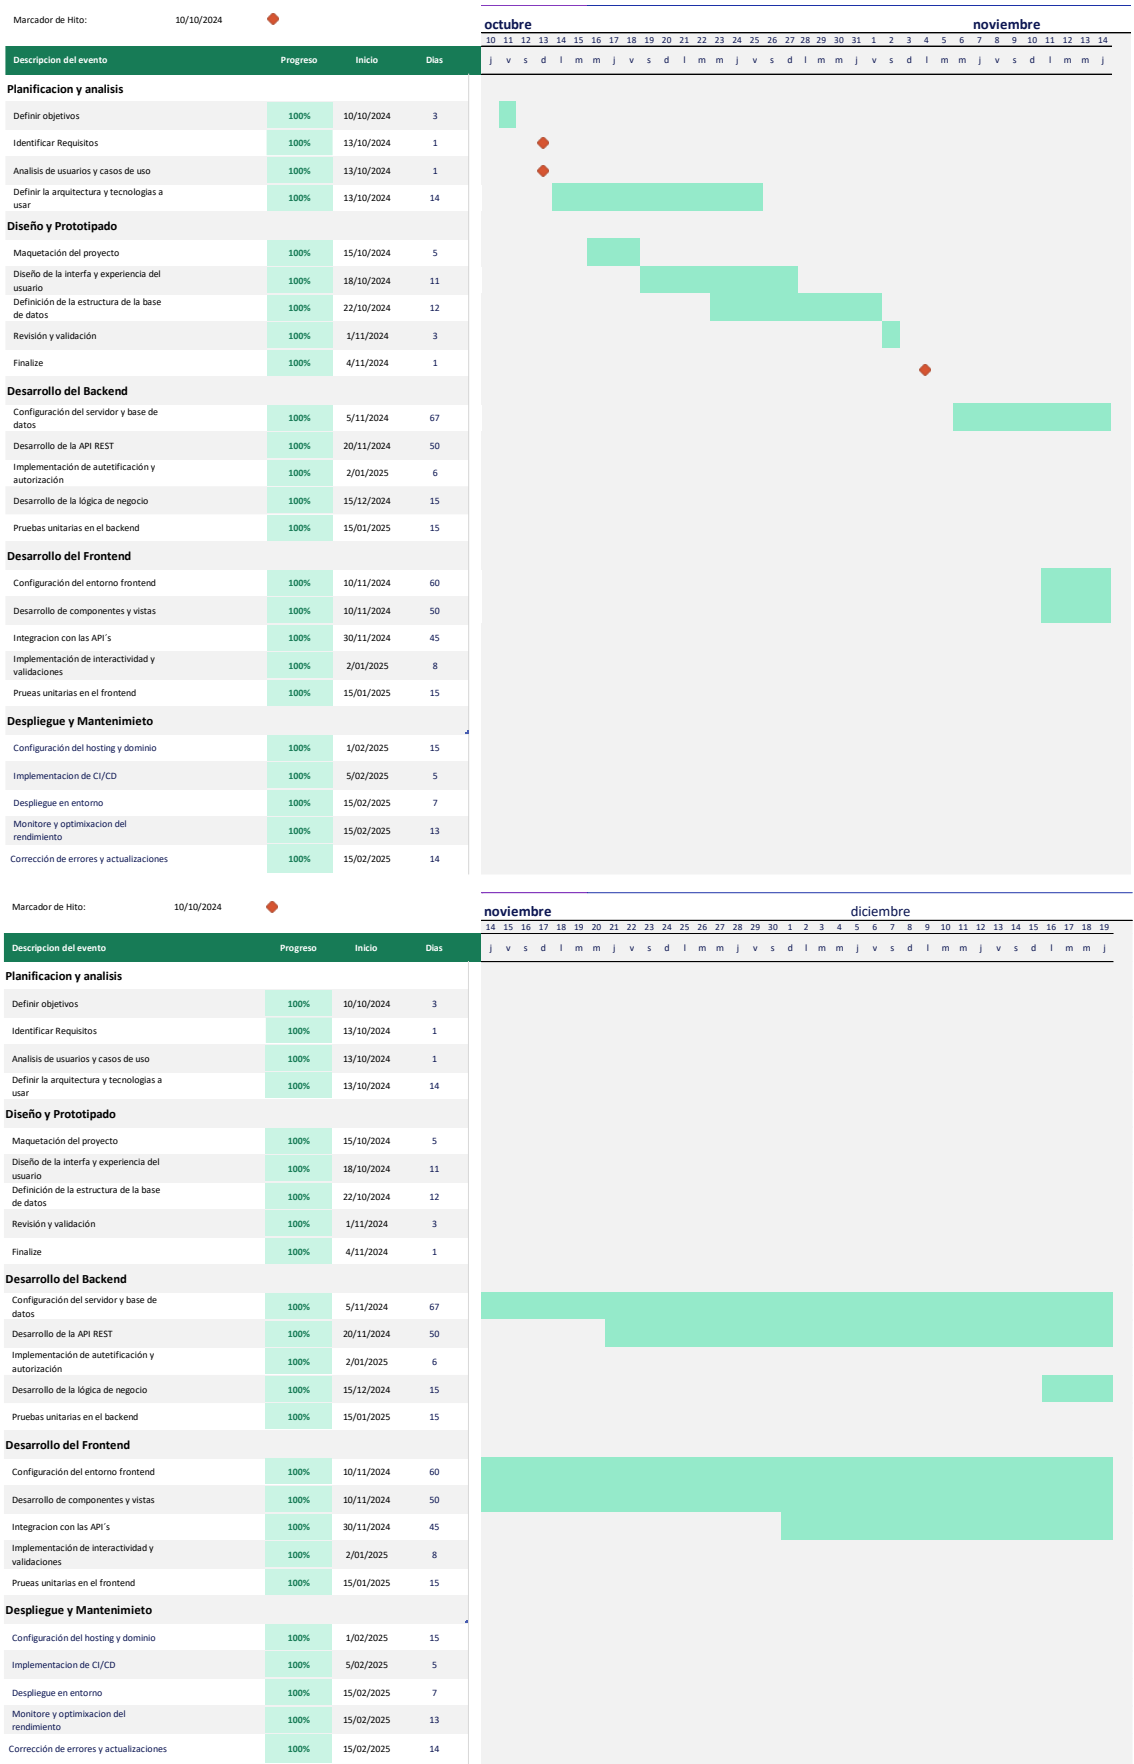 Marcador de Hito: 10/10/2024
octubre noviembre
10 11 12 13 14 15 16 17 18 19 20 21 22 23 24 25 26 27 28 29 30 31 1 2 3 4 5 6 7 8 9 10 11 12 13 14
Descripcion del evento Progreso Inicio Dias j v s d l m m j v s d l m m j v s d l m m j v s d l m m j v s d l m m j
Planificacion y analisis
Definir objetivos 100% 10/10/2024 3
Identificar Requisitos 100% 13/10/2024 1
Analisis de usuarios y casos de uso 100% 13/10/2024 1
Definir la arquitectura y tecnologias a
usar 100% 13/10/2024 14
Diseño y Prototipado
Maquetación del proyecto 100% 15/10/2024 5
Diseño de la interfa y experiencia del
usuario 100% 18/10/2024 11
Definición de la estructura de la base
de datos 100% 22/10/2024 12
Revisión y validación 100% 1/11/2024 3
Finalize 100% 4/11/2024 1
Desarrollo del Backend
Configuración del servidor y base de
datos 100% 5/11/2024 67
Desarrollo de la API REST 100% 20/11/2024 50
Implementación de autetificación y
autorización 100% 2/01/2025 6
Desarrollo de la lógica de negocio 100% 15/12/2024 15
Pruebas unitarias en el backend 100% 15/01/2025 15
Desarrollo del Frontend
Configuración del entorno frontend 100% 10/11/2024 60
Desarrollo de componentes y vistas 100% 10/11/2024 50
Integracion con las API´s 100% 30/11/2024 45
Implementación de interactividad y
validaciones 100% 2/01/2025 8
Prueas unitarias en el frontend 100% 15/01/2025 15
Despliegue y Mantenimieto
Configuración del hosting y dominio 100% 1/02/2025 15
Implementacion de CI/CD 100% 5/02/2025 5
Despliegue en entorno 100% 15/02/2025 7
Monitore y optimixacion del
rendimiento 100% 15/02/2025 13
Corrección de errores y actualizaciones 100% 15/02/2025 14
Marcador de Hito: 10/10/2024
noviembre diciembre
14 15 16 17 18 19 20 21 22 23 24 25 26 27 28 29 30 1 2 3 4 5 6 7 8 9 10 11 12 13 14 15 16 17 18 19
Descripcion del evento Progreso Inicio Dias j v s d l m m j v s d l m m j v s d l m m j v s d l m m j v s d l m m j
Planificacion y analisis
Definir objetivos 100% 10/10/2024 3
Identificar Requisitos 100% 13/10/2024 1
Analisis de usuarios y casos de uso 100% 13/10/2024 1
Definir la arquitectura y tecnologias a
usar 100% 13/10/2024 14
Diseño y Prototipado
Maquetación del proyecto 100% 15/10/2024 5
Diseño de la interfa y experiencia del
usuario 100% 18/10/2024 11
Definición de la estructura de la base
de datos 100% 22/10/2024 12
Revisión y validación 100% 1/11/2024 3
Finalize 100% 4/11/2024 1
Desarrollo del Backend
Configuración del servidor y base de
datos 100% 5/11/2024 67
Desarrollo de la API REST 100% 20/11/2024 50
Implementación de autetificación y
autorización 100% 2/01/2025 6
Desarrollo de la lógica de negocio 100% 15/12/2024 15
Pruebas unitarias en el backend 100% 15/01/2025 15
Desarrollo del Frontend
Configuración del entorno frontend 100% 10/11/2024 60
Desarrollo de componentes y vistas 100% 10/11/2024 50
Integracion con las API´s 100% 30/11/2024 45
Implementación de interactividad y
validaciones 100% 2/01/2025 8
Prueas unitarias en el frontend 100% 15/01/2025 15
Despliegue y Mantenimieto
Configuración del hosting y dominio 100% 1/02/2025 15
Implementacion de CI/CD 100% 5/02/2025 5
Despliegue en entorno 100% 15/02/2025 7
Monitore y optimixacion del
rendimiento 100% 15/02/2025 13
Corrección de errores y actualizaciones 100% 15/02/2025 14